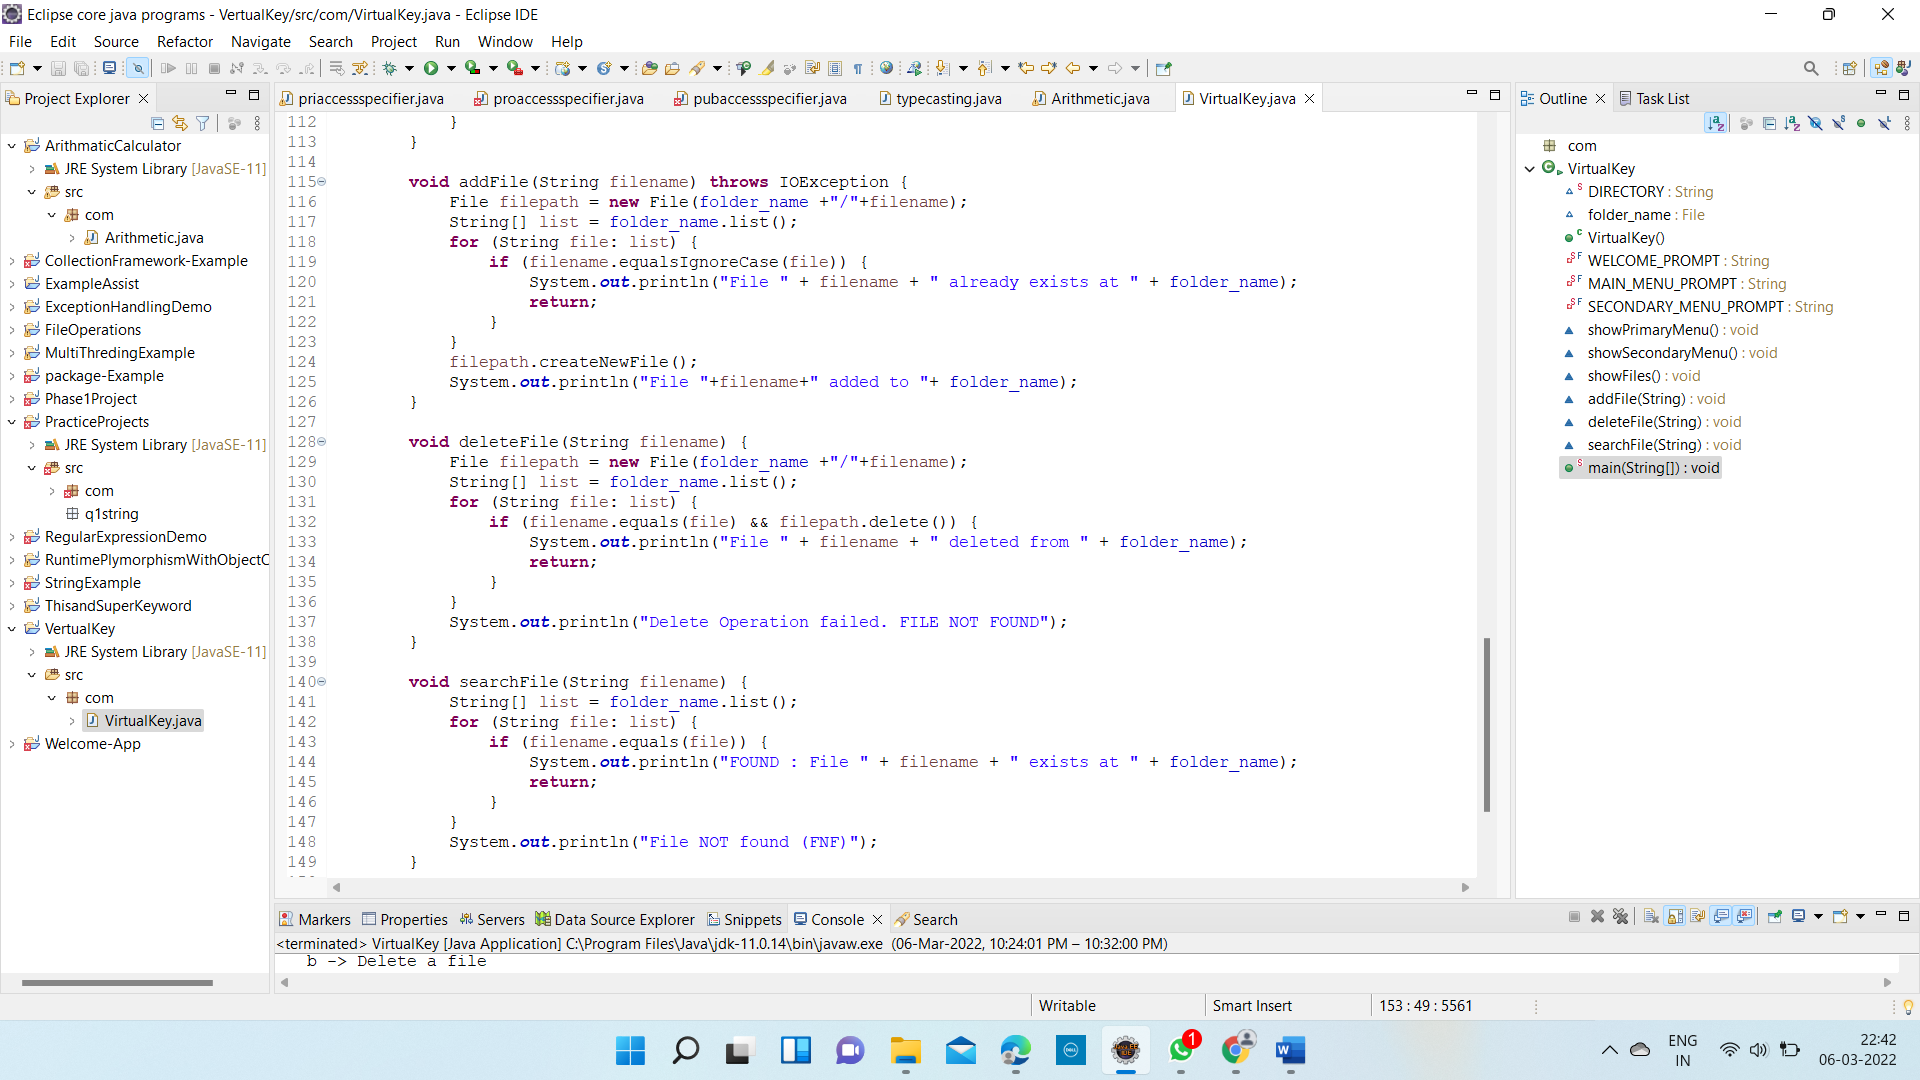 Eclipse core java programs - VertualKey/src/com/VirtualKey.java - Eclipse IDE
File Edit Source Refactor Navigate Search Project Run Window Help
Project Explorer
ArithmaticCalculator
JRE System Library [JavaSE-11]
src
com
Arithmetic.java
CollectionFramework-Example
ExampleAssist
ExceptionHandlingDemo
FileOperations
MultiThredingExample
package-Example
Phase1Project
PracticeProjects
JRE System Library [JavaSE-11]
src
com
q1string
RegularExpressionDemo
RuntimePlymorphismWithObjectC
StringExample
ThisandSuperKeyword
VertualKey
JRE System Library [JavaSE-11]
src
com
VirtualKey.java
Welcome-App
priaccessspecifier.java proaccessspecifier.java pubaccessspecifier.java typecasting.java Arithmetic.java VirtualKey.java
112 }
113 }
114
115 void addFile(String filename) throws IOException {
116 File filepath = new File(folder_name +"/"+filename);
117 String[] list = folder_name.list();
118 for (String file: list) {
119 if (filename.equalsIgnoreCase(file)) {
120 System.out.println("File " + filename + " already exists at " + folder_name);
121 return;
122 }
123 }
124 filepath.createNewFile();
125 System.out.println("File "+filename+" added to "+ folder_name);
126 }
127
128 void deleteFile(String filename) {
129 File filepath = new File(folder_name +"/"+filename);
130 String[] list = folder_name.list();
131 for (String file: list) {
132 if (filename.equals(file) && filepath.delete()) {
133 System.out.println("File " + filename + " deleted from " + folder_name);
134 return;
135 }
136 }
137 System.out.println("Delete Operation failed. FILE NOT FOUND");
138 }
139
140 void searchFile(String filename) {
141 String[] list = folder_name.list();
142 for (String file: list) {
143 if (filename.equals(file)) {
144 System.out.println("FOUND : File " + filename + " exists at " + folder_name);
145 return;
146 }
147 }
148 System.out.println("File NOT found (FNF)");
149 }
Outline Task List
com
VirtualKey
DIRECTORY : String
folder_name : File
VirtualKey()
WELCOME_PROMPT : String
MAIN_MENU_PROMPT : String
SECONDARY_MENU_PROMPT : String
showPrimaryMenu() : void
showSecondaryMenu() : void
showFiles() : void
addFile(String) : void
deleteFile(String) : void
searchFile(String) : void
main(String[]) : void
Markers Properties Servers Data Source Explorer Snippets Console Search
<terminated> VirtualKey [Java Application] C:\Program Files\Java\jdk-11.0.14\bin\javaw.exe (06-Mar-2022, 10:24:01 PM – 10:32:00 PM)
b -> Delete a file
Writable Smart Insert 153 : 49 : 5561
1
ENG
IN
22:42
06-03-2022